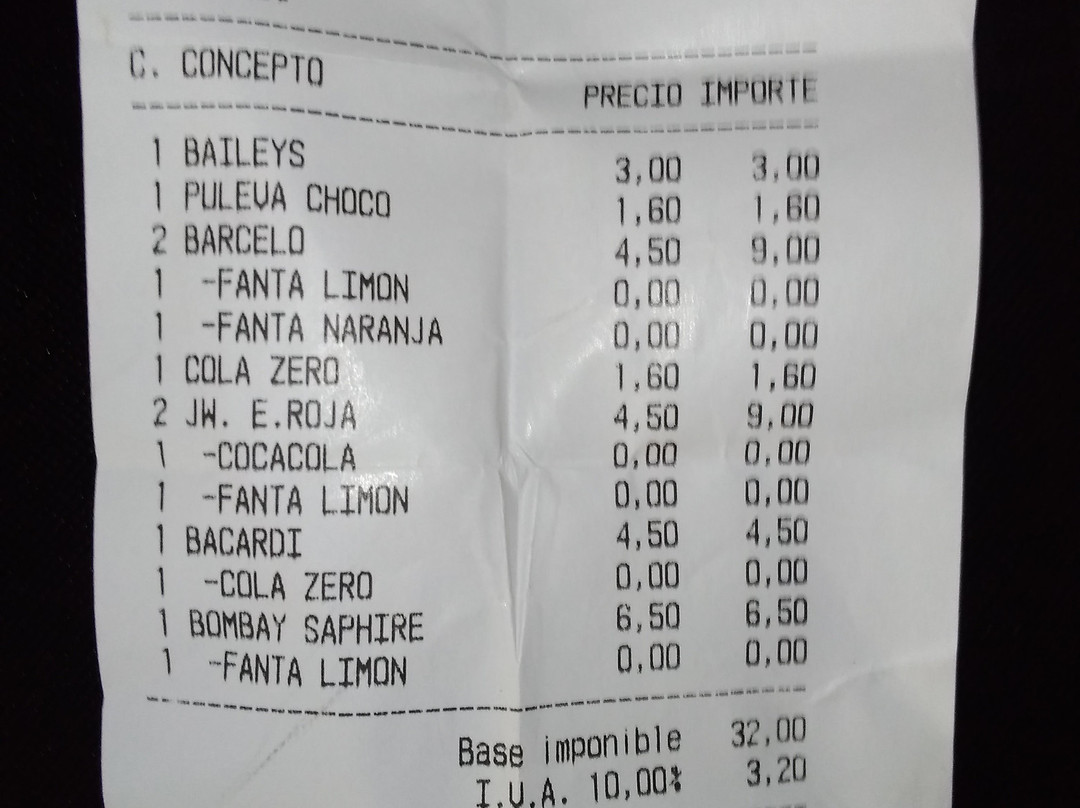 C. CONCEPTO PRECIO IMPORTE
1 BAILEYS 3,00 3,00
1 PULEVA CHOCO 1,60 1,60
2 BARCELO 4,50 9,00
1 -FANTA LIMON 0,00 0,00
1 -FANTA NARANJA 0,00 0,00
1 COLA ZERO 1,60 1,60
2 JW. E.ROJA 4,50 9,00
1 -COCACOLA 0,00 0,00
1 -FANTA LIMON 0,00 0,00
1 BACARDI 4,50 4,50
1 -COLA ZERO 0,00 0,00
1 BOMBAY SAPHIRE 6,50 6,50
1 -FANTA LIMON 0,00 0,00
Base imponible 32,00
I.V.A. 10,00% 3,20